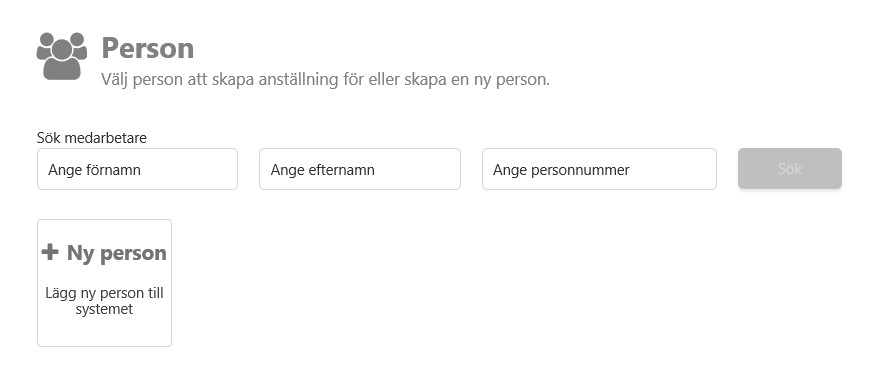 Person
Välj person att skapa anställning för eller skapa en ny person.
Sök medarbetare
Ange förnamn
Ange efternamn
Ange personnummer
Sök
Ny person
Lägg ny person till
systemet